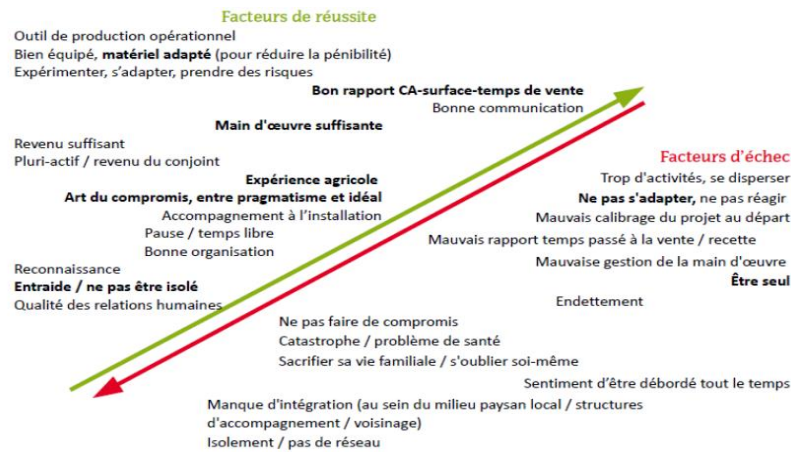 Facteurs de réussite
Outil de production opérationnel
Bien équipé, matériel adapté (pour réduire la pénibilité)
Expérimenter, s'adapter, prendre des risques
Bon rapport CA-surface-temps de vente
Bonne communication
Main d'œuvre suffisante
Revenu suffisant
Pluri-actif / revenu du conjoint
Expérience agricole
Art du compromis, entre pragmatisme et idéal
Accompagnement à l'installation
Pause / temps libre
Bonne organisation
Reconnaissance
Entraide / ne pas être isolé
Qualité des relations humaines
Facteurs d'échec
Trop d'activités, se disperser
Ne pas s'adapter, ne pas réagir
Mauvais calibrage du projet au départ
Mauvais rapport temps passé à la vente / recette
Mauvaise gestion de la main d'œuvre
Être seul
Endettement
Ne pas faire de compromis
Catastrophe / problème de santé
Sacrifier sa vie familiale / s'oublier soi-même
Sentiment d'être débordé tout le temps
Manque d'intégration (au sein du milieu paysan local / structures
d'accompagnement / voisinage)
Isolement / pas de réseau